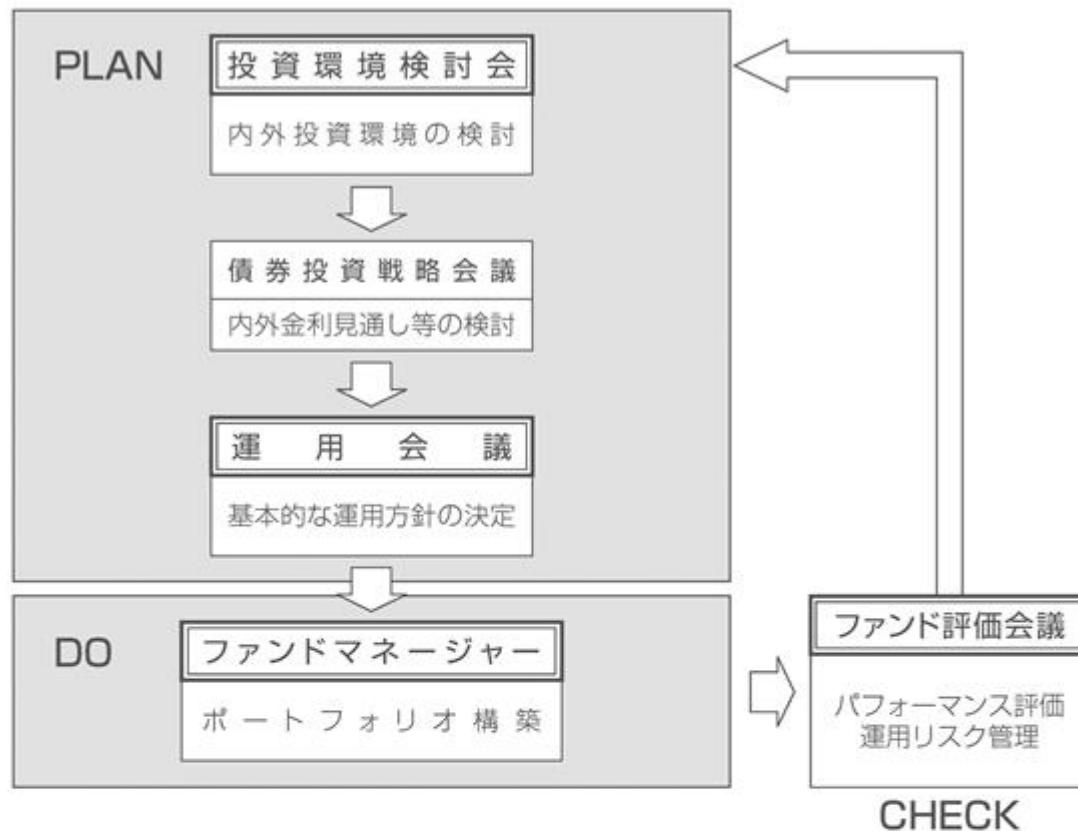 PLAN
投資環境検討会
内外投資環境の検討
債券投資戦略会議
内外金利見通し等の検討
運用会議
基本的な運用方針の決定
DO
ファンドマネージャー
ポートフォリオ構築
ファンド評価会議
パフォーマンス評価
運用リスク管理
CHECK